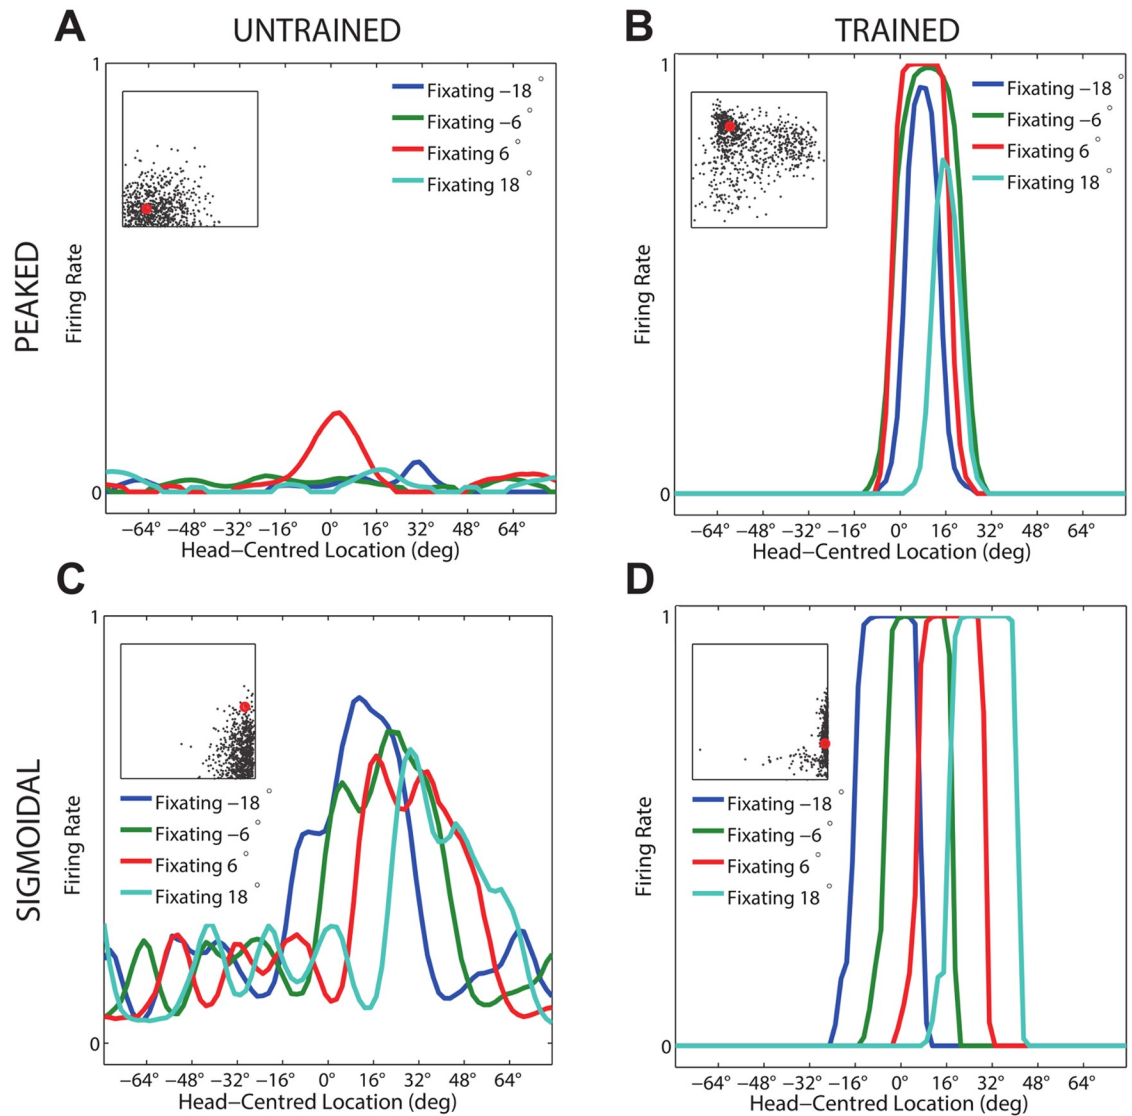 A
UNTRAINED
B
TRAINED
PEAKED
Firing Rate
1
0
Fixating −18 °
Fixating −6 °
Fixating 6 °
Fixating 18 °
−64° −48° −32° −16° 0° 16° 32° 48° 64°
Head−Centred Location (deg)
Firing Rate
1
0
Fixating −18 °
Fixating −6 °
Fixating 6 °
Fixating 18 °
−64° −48° −32° −16° 0° 16° 32° 48° 64°
Head−Centred Location (deg)
C
D
SIGMOIDAL
Firing Rate
1
0
Fixating −18 °
Fixating −6 °
Fixating 6 °
Fixating 18 °
−64° −48° −32° −16° 0° 16° 32° 48° 64°
Head−Centred Location (deg)
Firing Rate
1
0
Fixating −18 °
Fixating −6 °
Fixating 6 °
Fixating 18 °
−64° −48° −32° −16° 0° 16° 32° 48° 64°
Head−Centred Location (deg)